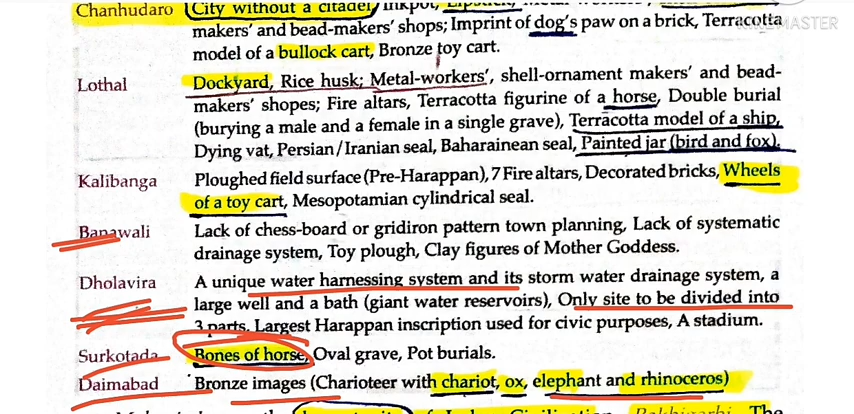 Chanhudaro City without a citadel, Inkpot, Lipstick,
makers' and bead-makers' shops; Imprint of dog's paw on a brick, Terracotta
model of a bullock cart, Bronze toy cart.
Lothal Dockyard, Rice husk; Metal-workers', shell-ornament makers' and bead-
makers' shopes; Fire altars, Terracotta figurine of a horse, Double burial
(burying a male and a female in a single grave), Terracotta model of a ship,
Dying vat, Persian/Iranian seal, Baharainean seal, Painted jar (bird and fox).
Kalibanga Ploughed field surface (Pre-Harappan), 7 Fire altars, Decorated bricks, Wheels
of a toy cart, Mesopotamian cylindrical seal.
Banawali Lack of chess-board or gridiron pattern town planning, Lack of systematic
drainage system, Toy plough, Clay figures of Mother Goddess.
Dholavira A unique water harnessing system and its storm water drainage system, a
large well and a bath (giant water reservoirs), Only site to be divided into
3 parts, Largest Harappan inscription used for civic purposes, A stadium.
Surkotada Bones of horse, Oval grave, Pot burials.
Daimabad Bronze images (Charioteer with chariot, ox, elephant and rhinoceros)
The